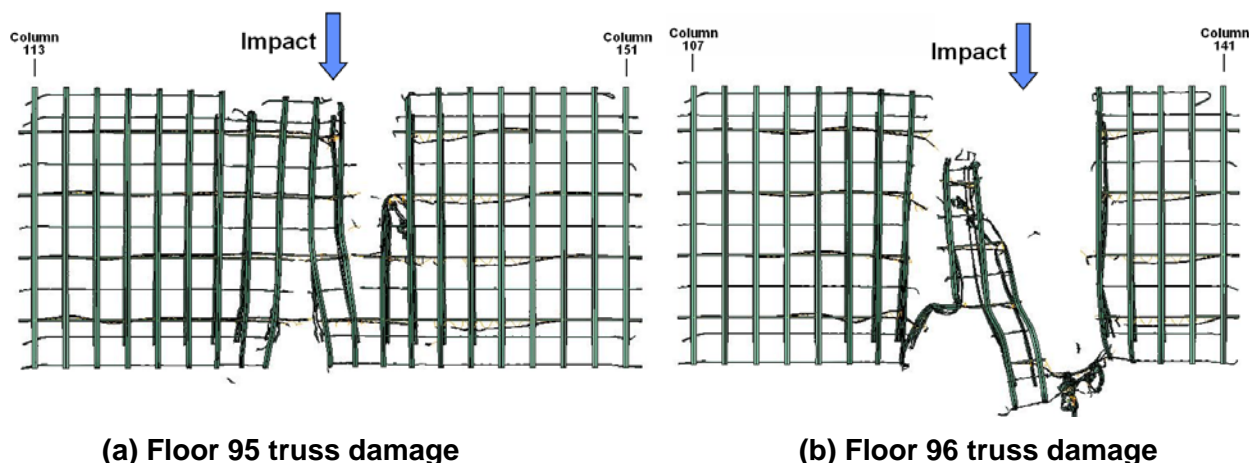 Impact
Column
113
Column
151
Impact
Column
107
Column
141
(a) Floor 95 truss damage
(b) Floor 96 truss damage